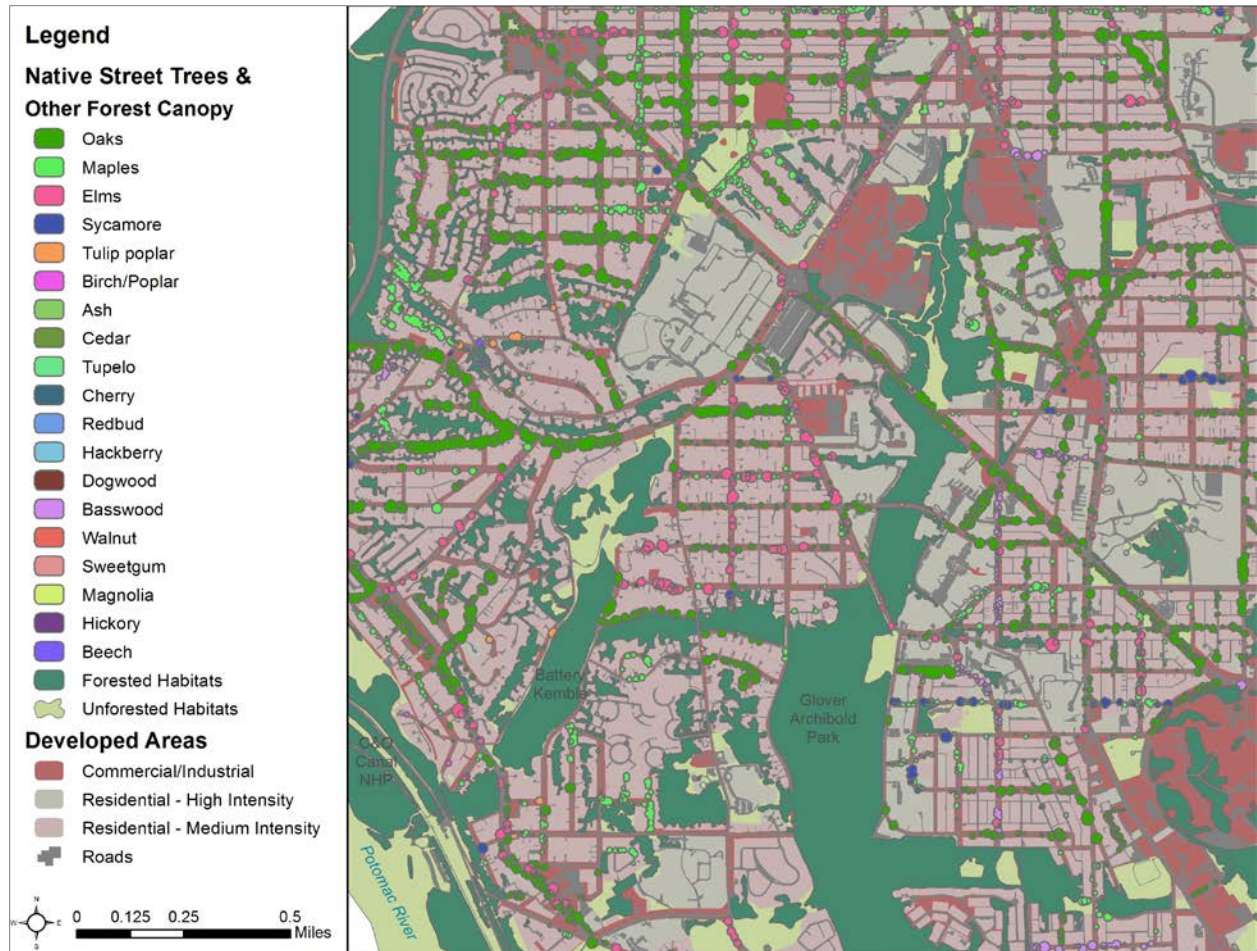 Legend
Native Street Trees &
Other Forest Canopy
Oaks
Maples
Elms
Sycamore
Tulip poplar
Birch/Poplar
Ash
Cedar
Tupelo
Cherry
Redbud
Hackberry
Dogwood
Basswood
Walnut
Sweetgum
Magnolia
Hickory
Beech
Forested Habitats
Unforested Habitats
Developed Areas
Commercial/Industrial
Residential - High Intensity
Residential - Medium Intensity
Roads
N
W
E
S
0 0.125 0.25 0.5
Miles
Battery
Kemble
Glover
Archibold
Park
C&O
Canal
NHP
Potomac River